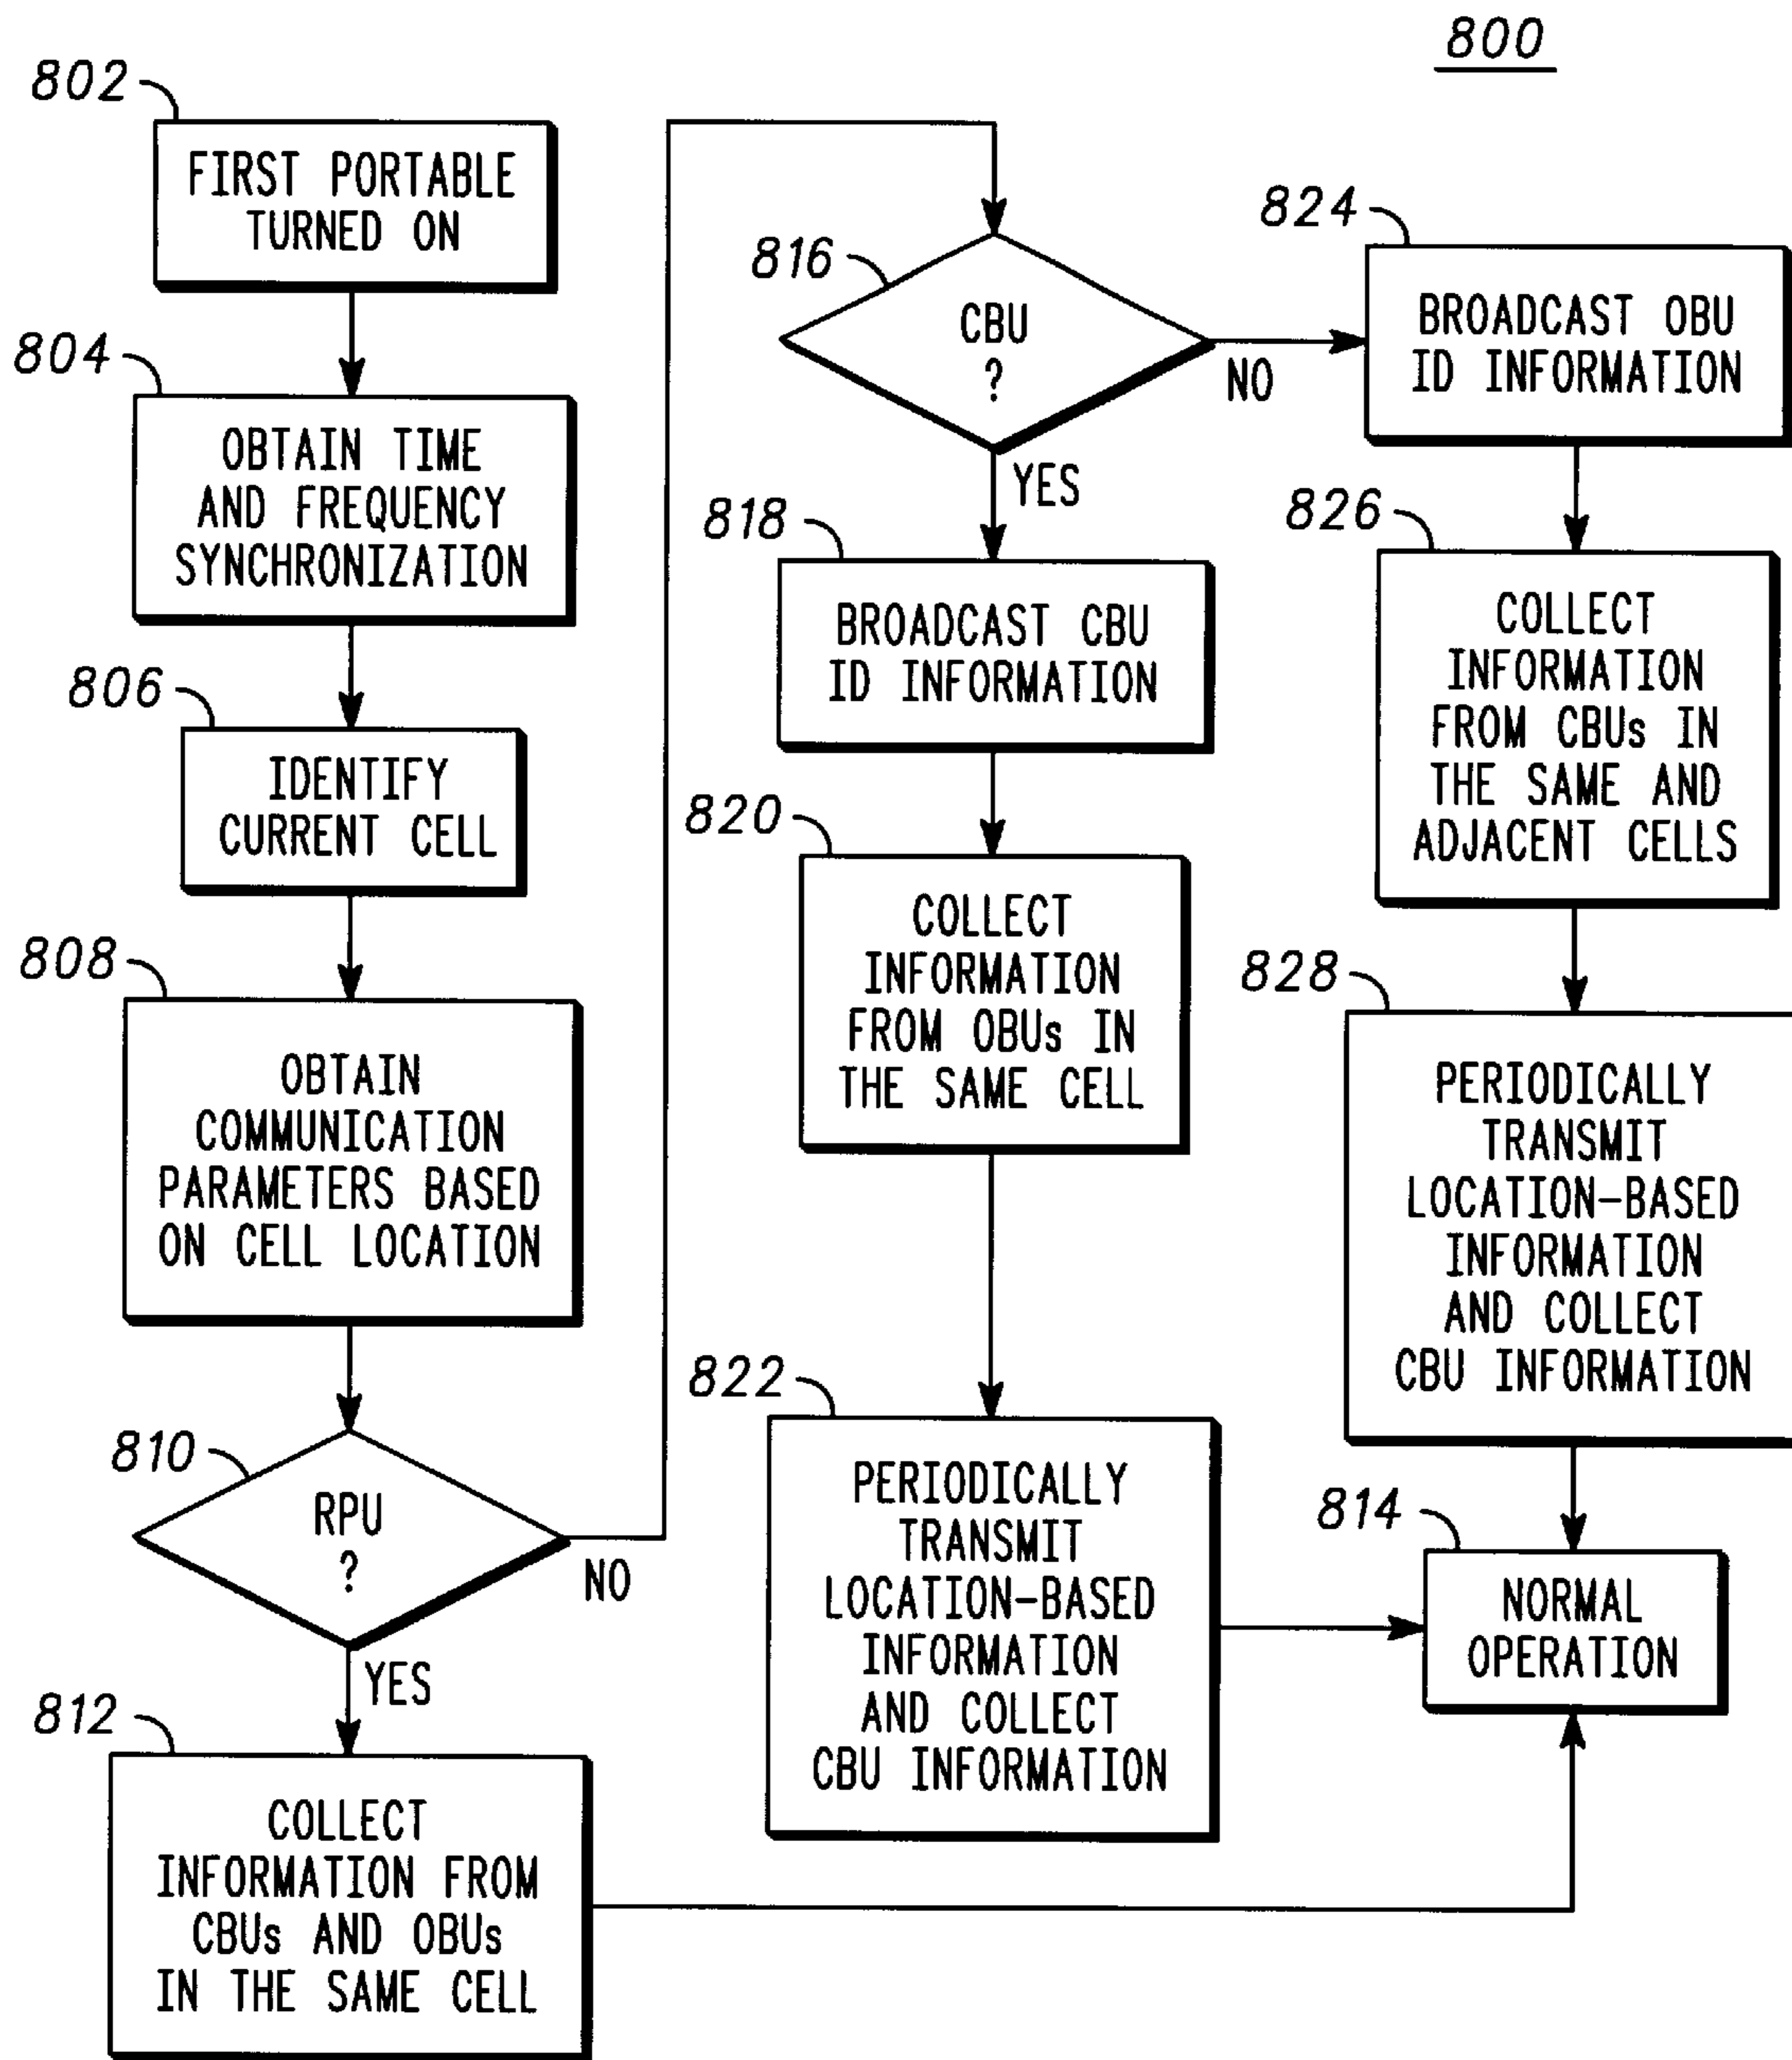 800
802
FIRST PORTABLE
TURNED ON
804
OBTAIN TIME
AND FREQUENCY
SYNCHRONIZATION
806
IDENTIFY
CURRENT CELL
808
OBTAIN
COMMUNICATION
PARAMETERS BASED
ON CELL LOCATION
810
RPU
?
NO
YES
812
COLLECT
INFORMATION FROM
CBUs AND OBUs
IN THE SAME CELL
816
CBU
?
NO
YES
818
BROADCAST CBU
ID INFORMATION
820
COLLECT
INFORMATION
FROM OBUs IN
THE SAME CELL
822
PERIODICALLY
TRANSMIT
LOCATION-BASED
INFORMATION
AND COLLECT
CBU INFORMATION
824
BROADCAST OBU
ID INFORMATION
826
COLLECT
INFORMATION
FROM CBUs IN
THE SAME AND
ADJACENT CELLS
828
PERIODICALLY
TRANSMIT
LOCATION-BASED
INFORMATION
AND COLLECT
CBU INFORMATION
814
NORMAL
OPERATION